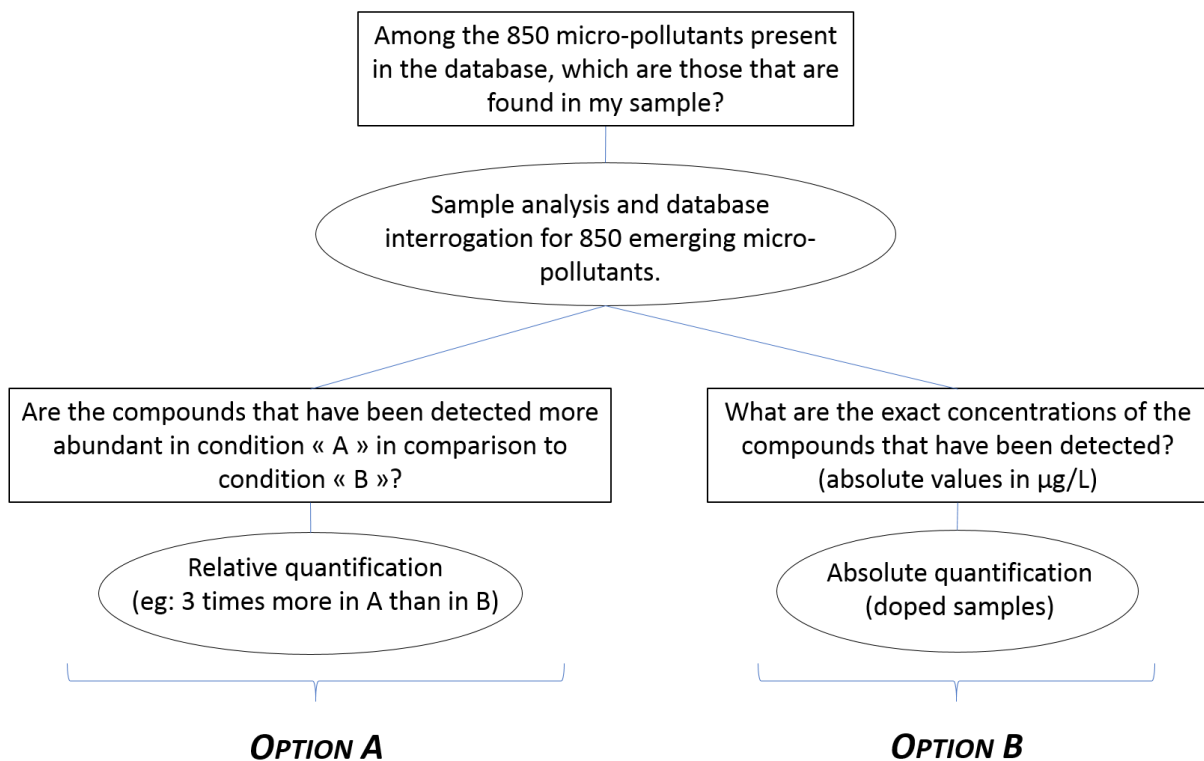 Among the 850 micro-pollutants present
in the database, which are those that are
found in my sample?
Sample analysis and database
interrogation for 850 emerging micro-
pollutants.
Are the compounds that have been detected more
abundant in condition « A » in comparison to
condition « B »?
What are the exact concentrations of the
compounds that have been detected?
(absolute values in µg/L)
Relative quantification
(eg: 3 times more in A than in B)
Absolute quantification
(doped samples)
OPTION A
OPTION B